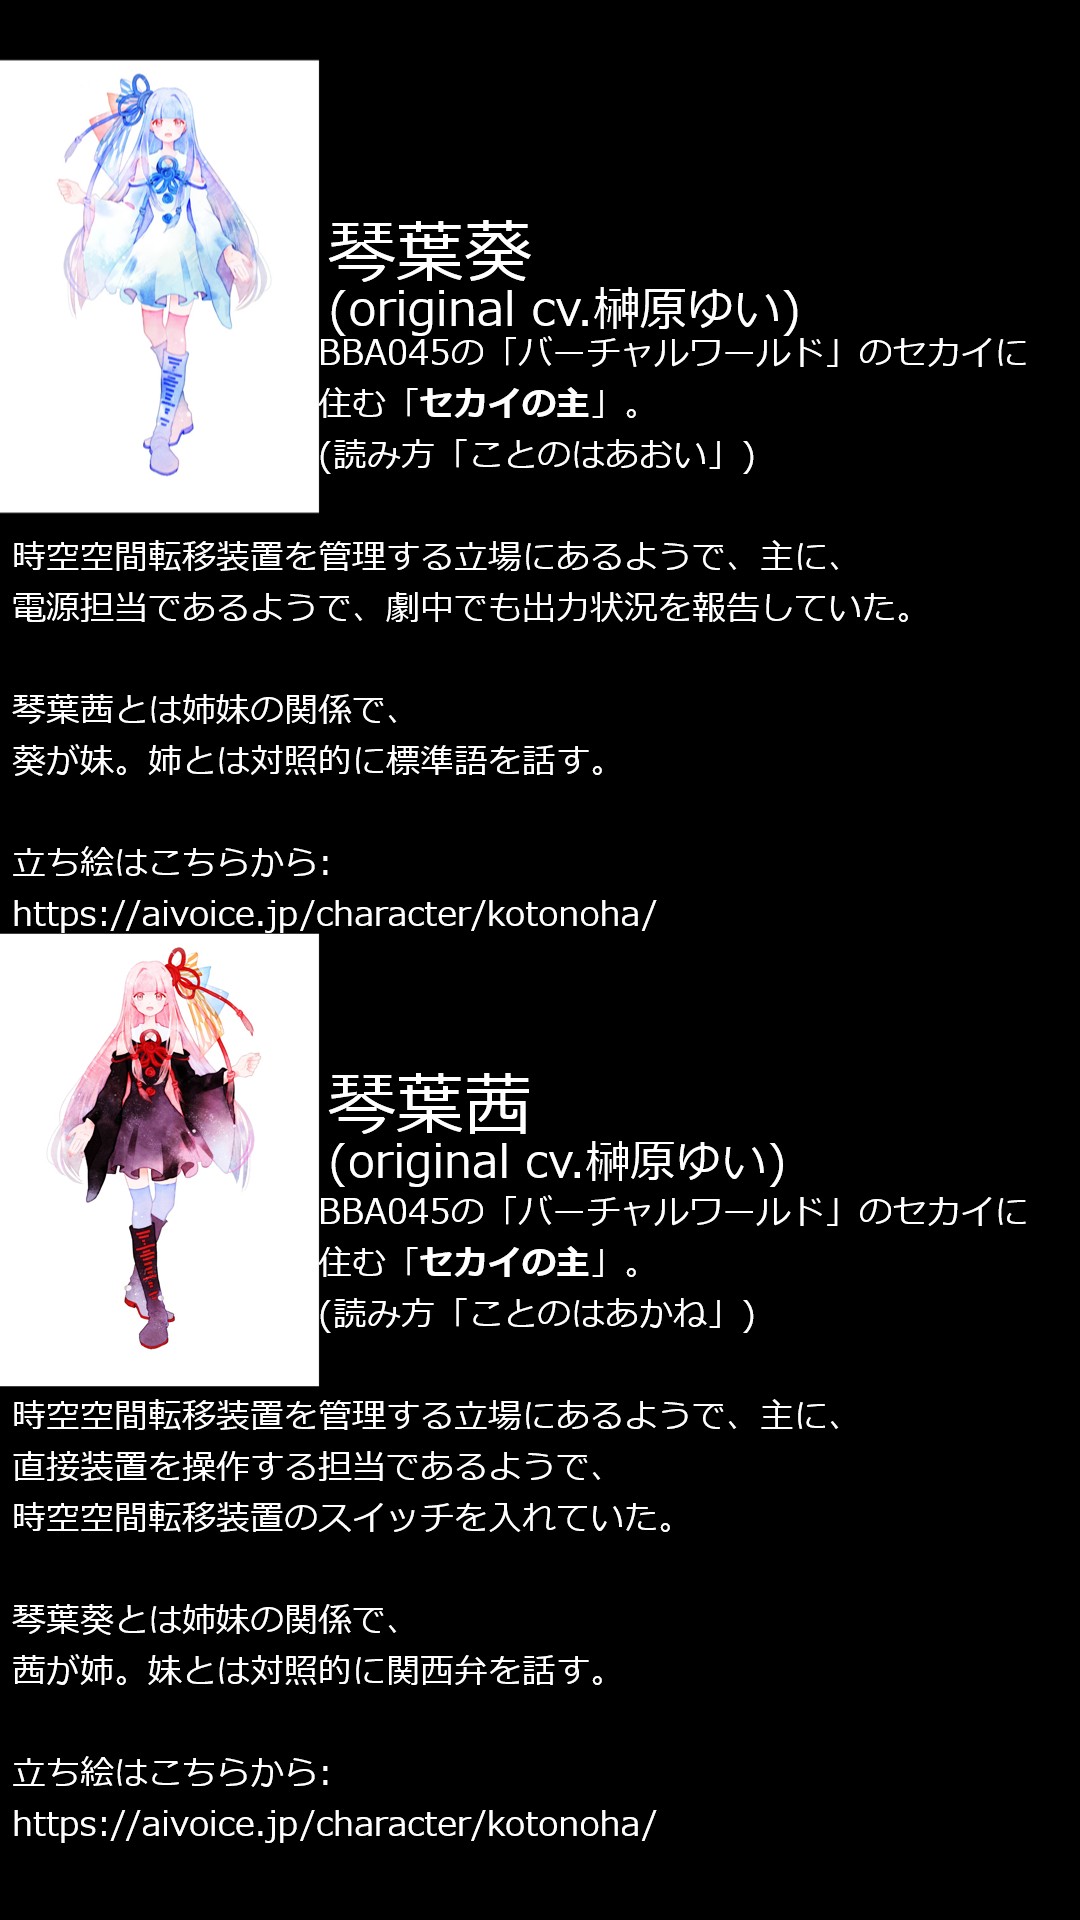 琴葉葵
(original cv.榊原ゆい)
BBA045の「バーチャルワールド」のセカイに
住む「セカイの主」。
(読み方「ことのはあおい」)
時空空間転移装置を管理する立場にあるようで、主に、
電源担当であるようで、劇中でも出力状況を報告していた。
琴葉茜とは姉妹の関係で、
葵が妹。姉とは対照的に標準語を話す。
立ち絵はこちらから:
https://aivoice.jp/character/kotonoha/
琴葉茜
(original cv.榊原ゆい)
BBA045の「バーチャルワールド」のセカイに
住む「セカイの主」。
(読み方「ことのはあかね」)
時空空間転移装置を管理する立場にあるようで、主に、
直接装置を操作する担当であるようで、
時空空間転移装置のスイッチを入れていた。
琴葉葵とは姉妹の関係で、
茜が姉。妹とは対照的に関西弁を話す。
立ち絵はこちらから:
https://aivoice.jp/character/kotonoha/